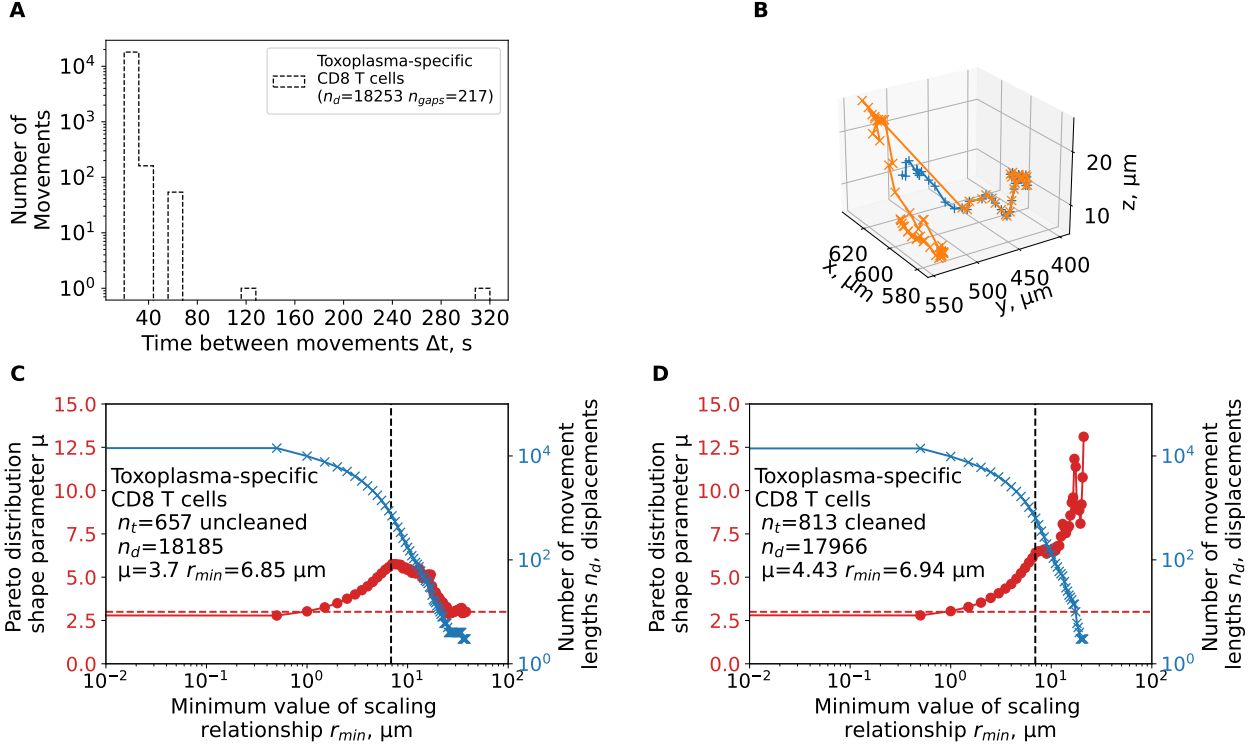 A
Number of
Movements
10⁴
10³
10²
10¹
10⁰
Toxoplasma-specific
CD8 T cells
(n_d=18253 n_gaps=217)
40 80 120 160 200 240 280 320
Time between movements Δt, s
B
20
10
z, μm
620
600
580
x, μm
550
500
450
400
y, μm
C
15.0
12.5
10.0
7.5
5.0
2.5
0.0
Pareto distribution
shape parameter μ
Toxoplasma-specific
CD8 T cells
n_t=657 uncleaned
n_d=18185
μ=3.7 r_min=6.85 μm
10⁴
10²
10⁰
Number of movement
lengths n_d, displacements
10⁻² 10⁻¹ 10⁰ 10¹ 10²
Minimum value of scaling
relationship r_min, μm
D
15.0
12.5
10.0
7.5
5.0
2.5
0.0
Pareto distribution
shape parameter μ
Toxoplasma-specific
CD8 T cells
n_t=813 cleaned
n_d=17966
μ=4.43 r_min=6.94 μm
10⁴
10²
10⁰
Number of movement
lengths n_d, displacements
10⁻² 10⁻¹ 10⁰ 10¹ 10²
Minimum value of scaling
relationship r_min, μm